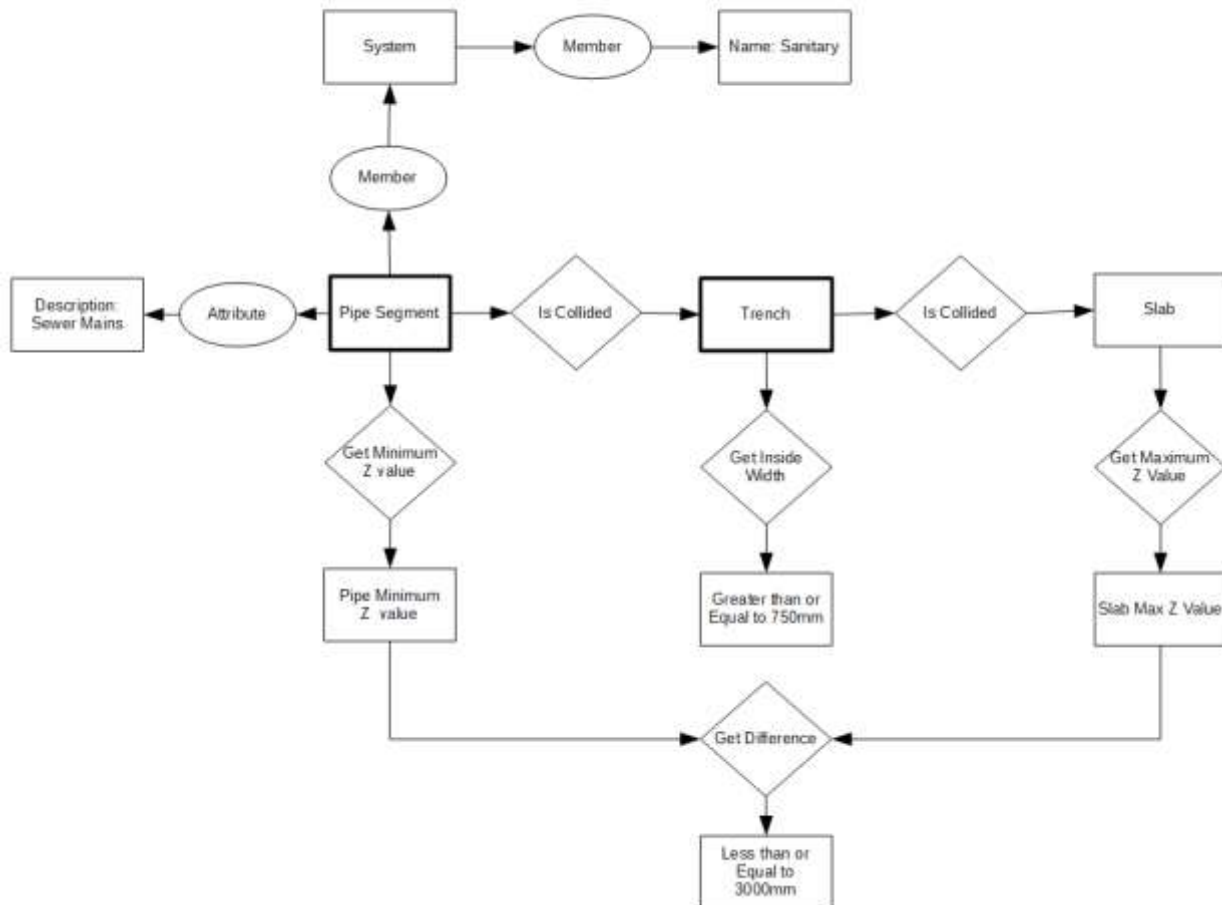 System
Member
Name: Sanitary
Member
Description:
Sewer Mains
Attribute
Pipe Segment
Is Collided
Trench
Is Collided
Slab
Get Minimum
Z value
Get Inside
Width
Get Maximum
Z Value
Pipe Minimum
Z value
Greater than or
Equal to 750mm
Slab Max Z Value
Get Difference
Less than or
Equal to
3000mm